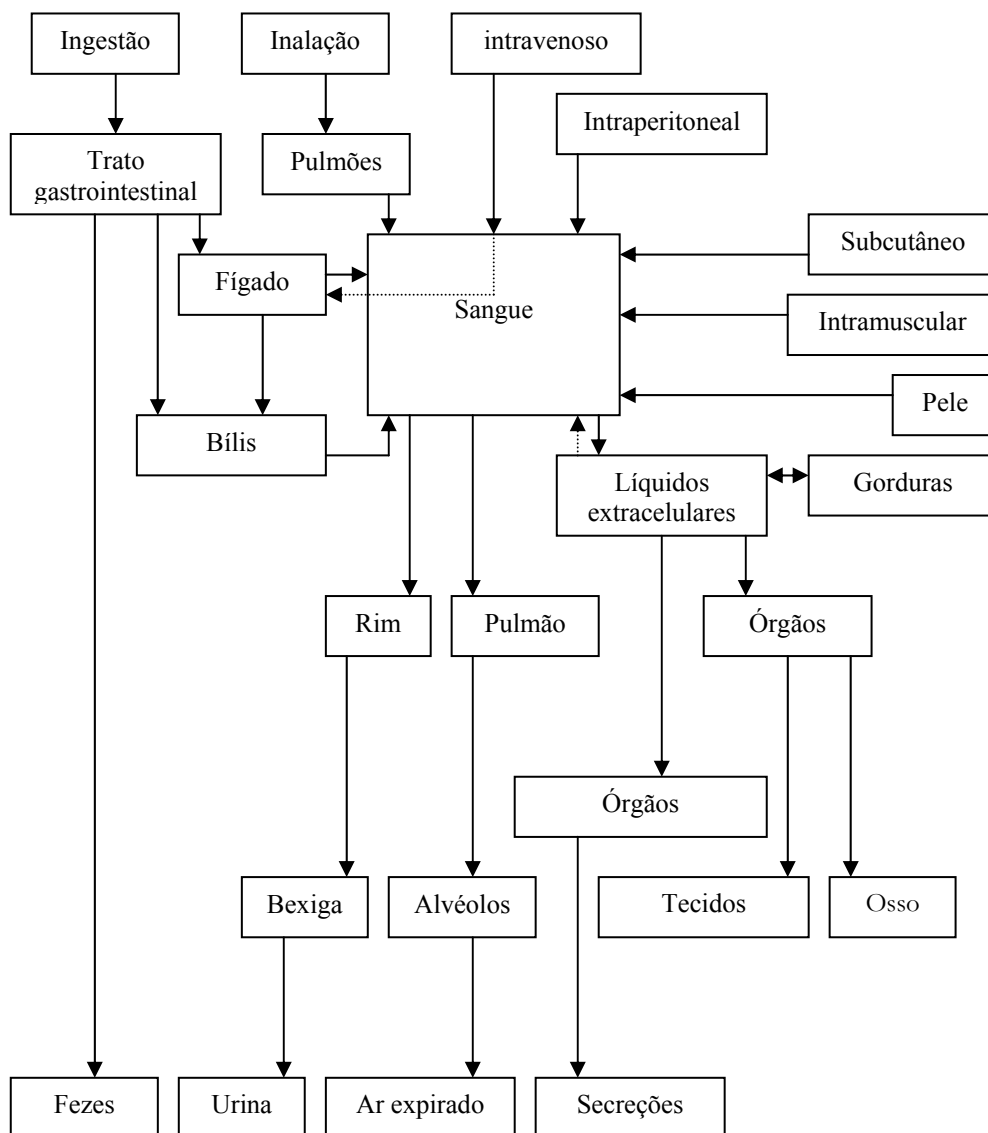 Ingestão
Inalação
intravenoso
Intraperitoneal
Trato
gastrointestinal
Pulmões
Subcutâneo
Fígado
Sangue
Intramuscular
Pele
Bílis
Líquidos
extracelulares
Gorduras
Rim
Pulmão
Órgãos
Órgãos
Bexiga
Alvéolos
Tecidos
Osso
Fezes
Urina
Ar expirado
Secreções